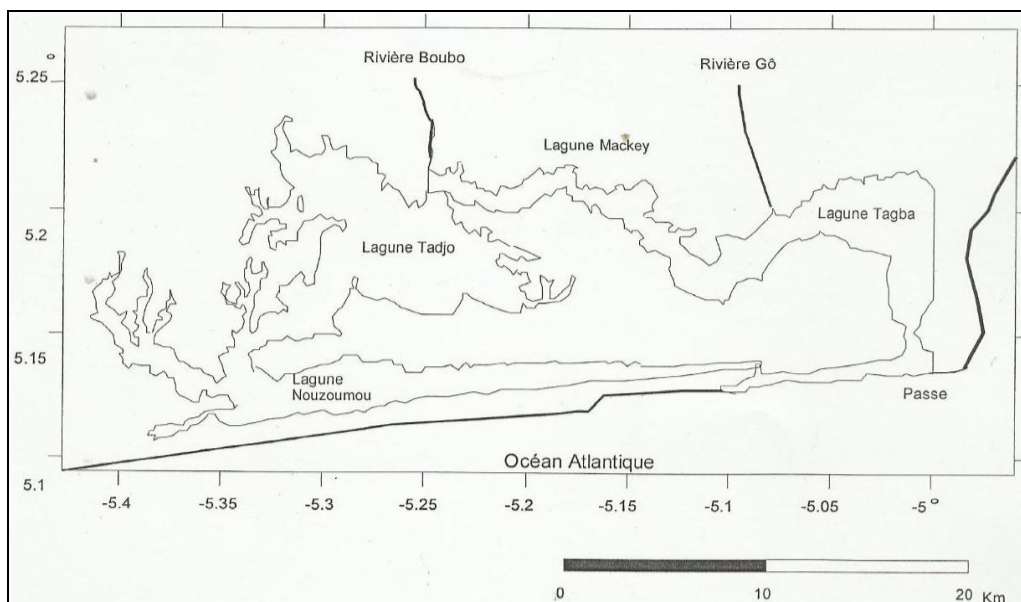 Rivière Boubo
Rivière Gô
o
5.25
Lagune Mackey
5.2
Lagune Tagba
Lagune Tadjo
5.15
Lagune
Nouzoumou
Passe
5.1
Océan Atlantique
-5.4 -5.35 -5.3 -5.25 -5.2 -5.15 -5.1 -5.05 -5 o
0 10 20 Km